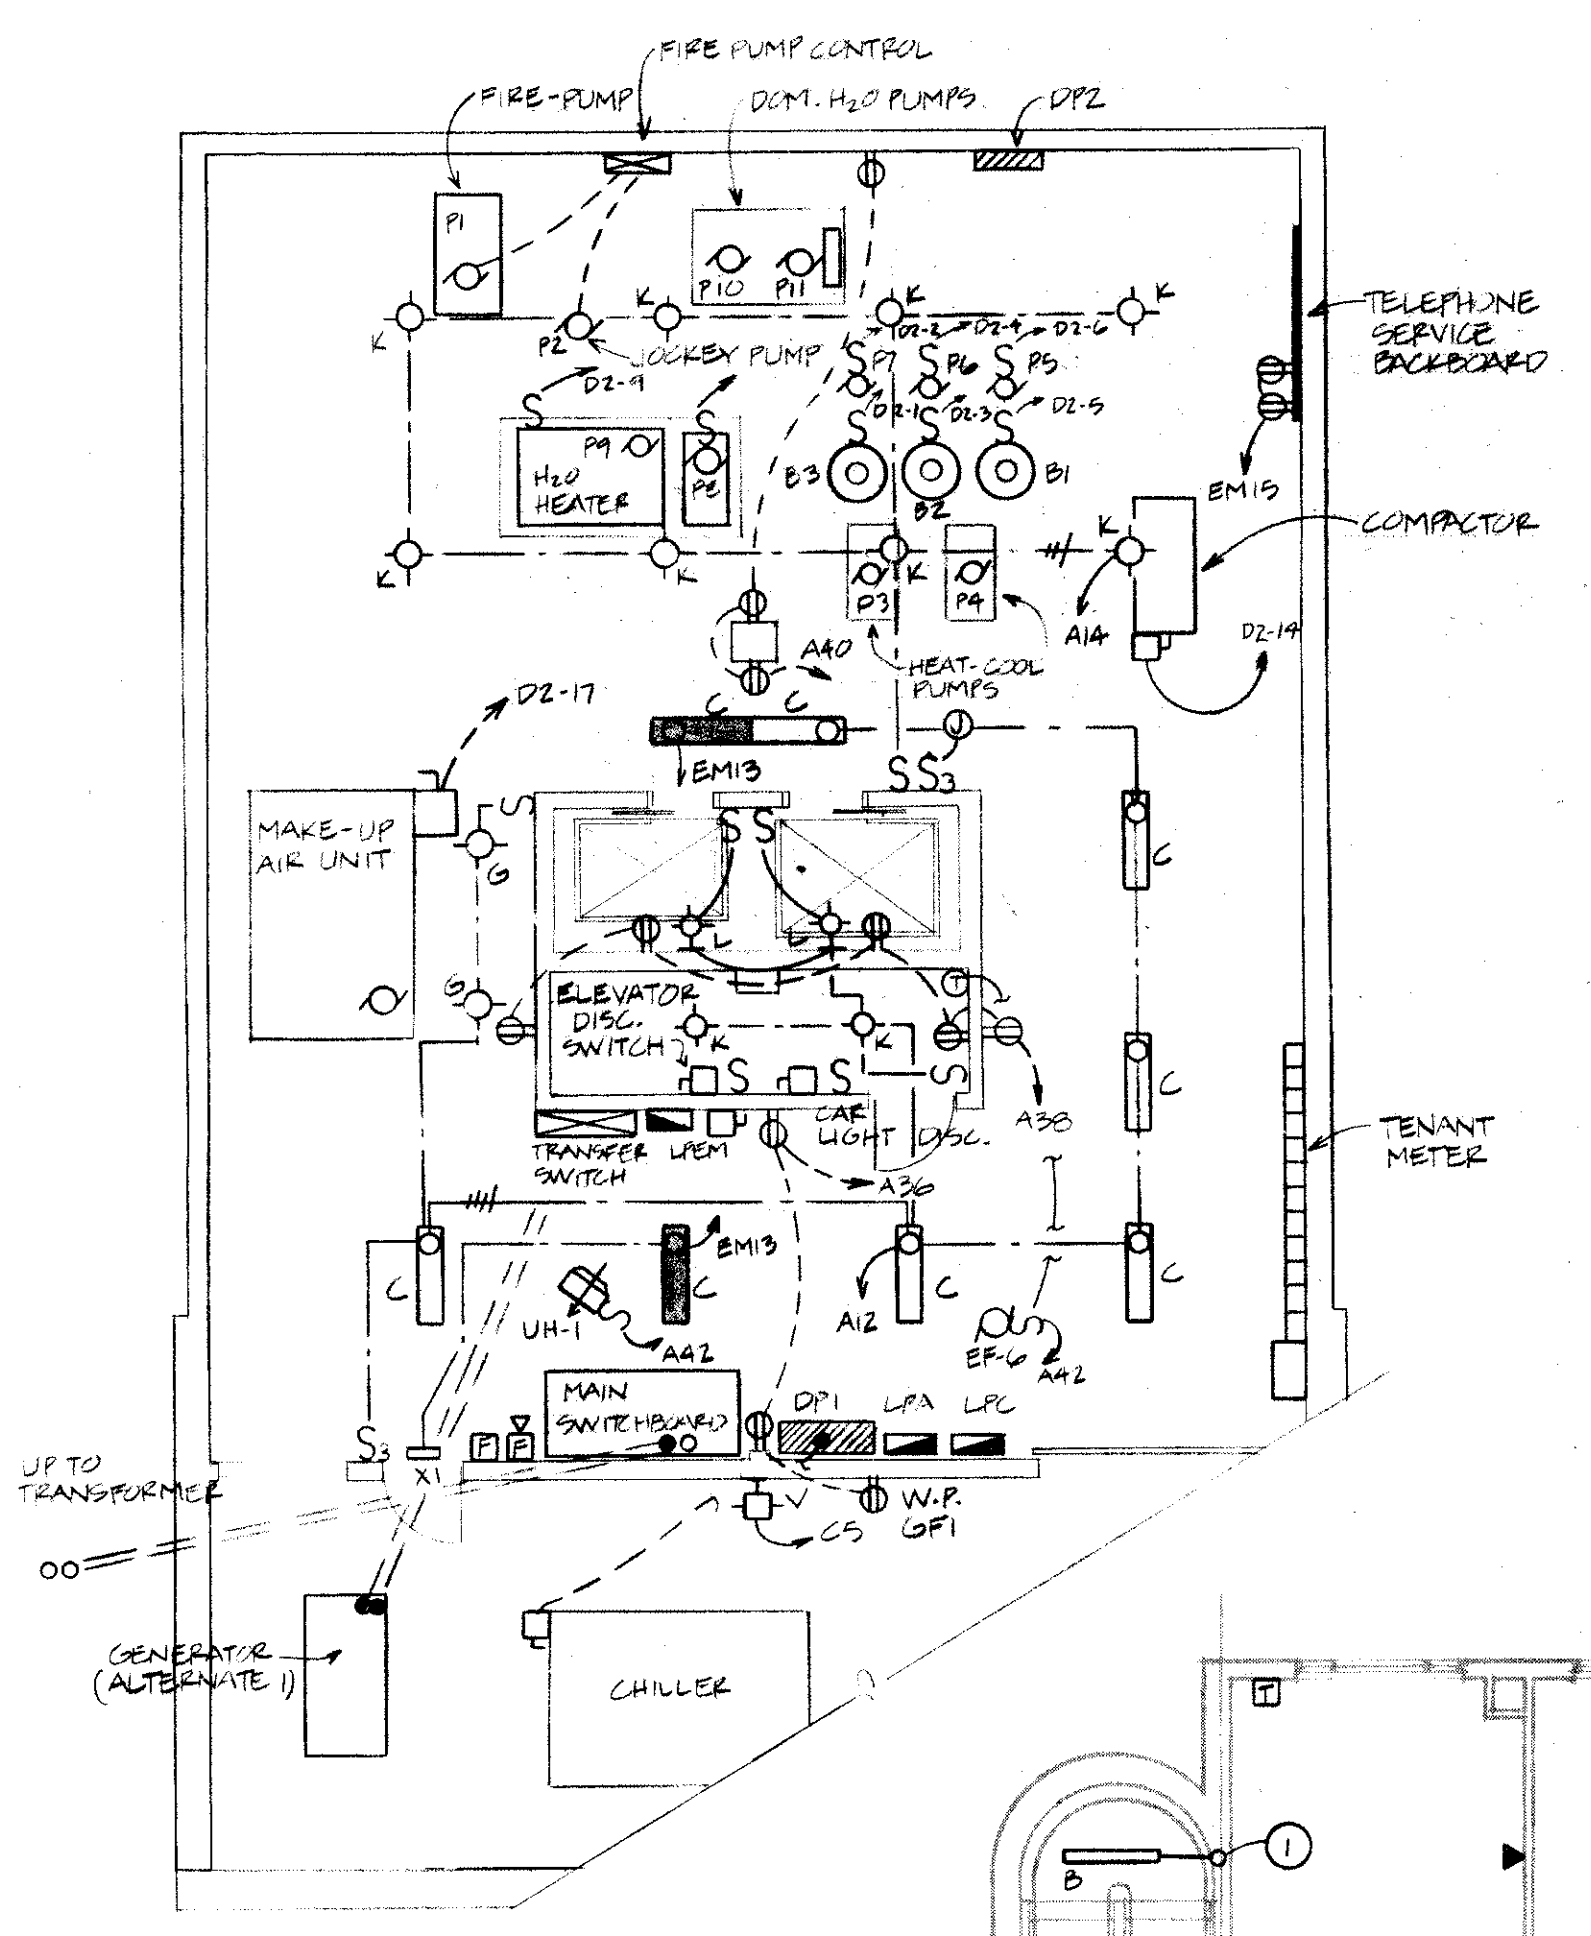 FIRE PUMP CONTROL
FIRE-PUMP
DOM. H2O PUMPS
DP2
P1
P10
P11
K
K
K
K
P2
JOCKEY PUMP
D2-2
D2-4
D2-6
TELEPHONE
SERVICE
BACKBOARD
P7
P6
P5
D2-9
D2-1
D2-3
D2-5
S
S
S
S
S
S
S
S
P9
H2O
HEATER
P8
B3
B2
B1
EM15
COMPACTOR
K
K
K
K
P3
P4
A14
D2-14
A40
HEAT-COOL
PUMPS
D2-17
C
C
J
EM13
S
S3
MAKE-UP
AIR UNIT
S
G
S
S
C
L
L
G
ELEVATOR
DISC.
SWITCH
K
K
T
S
S
S
C
CAR
LIGHT DISC.
A38
TRANSFER
SWITCH
LPEM
A36
TENANT
METER
EM13
C
C
C
C
UH-1
S
A42
A12
EF-6
S
A42
MAIN
SWITCHBOARD
DP1
LPA
LPC
S3
F
F
X1
UP TO
TRANSFORMER
V
C5
W.P.
GFI
GENERATOR
(ALTERNATE 1)
CHILLER
T
1
B